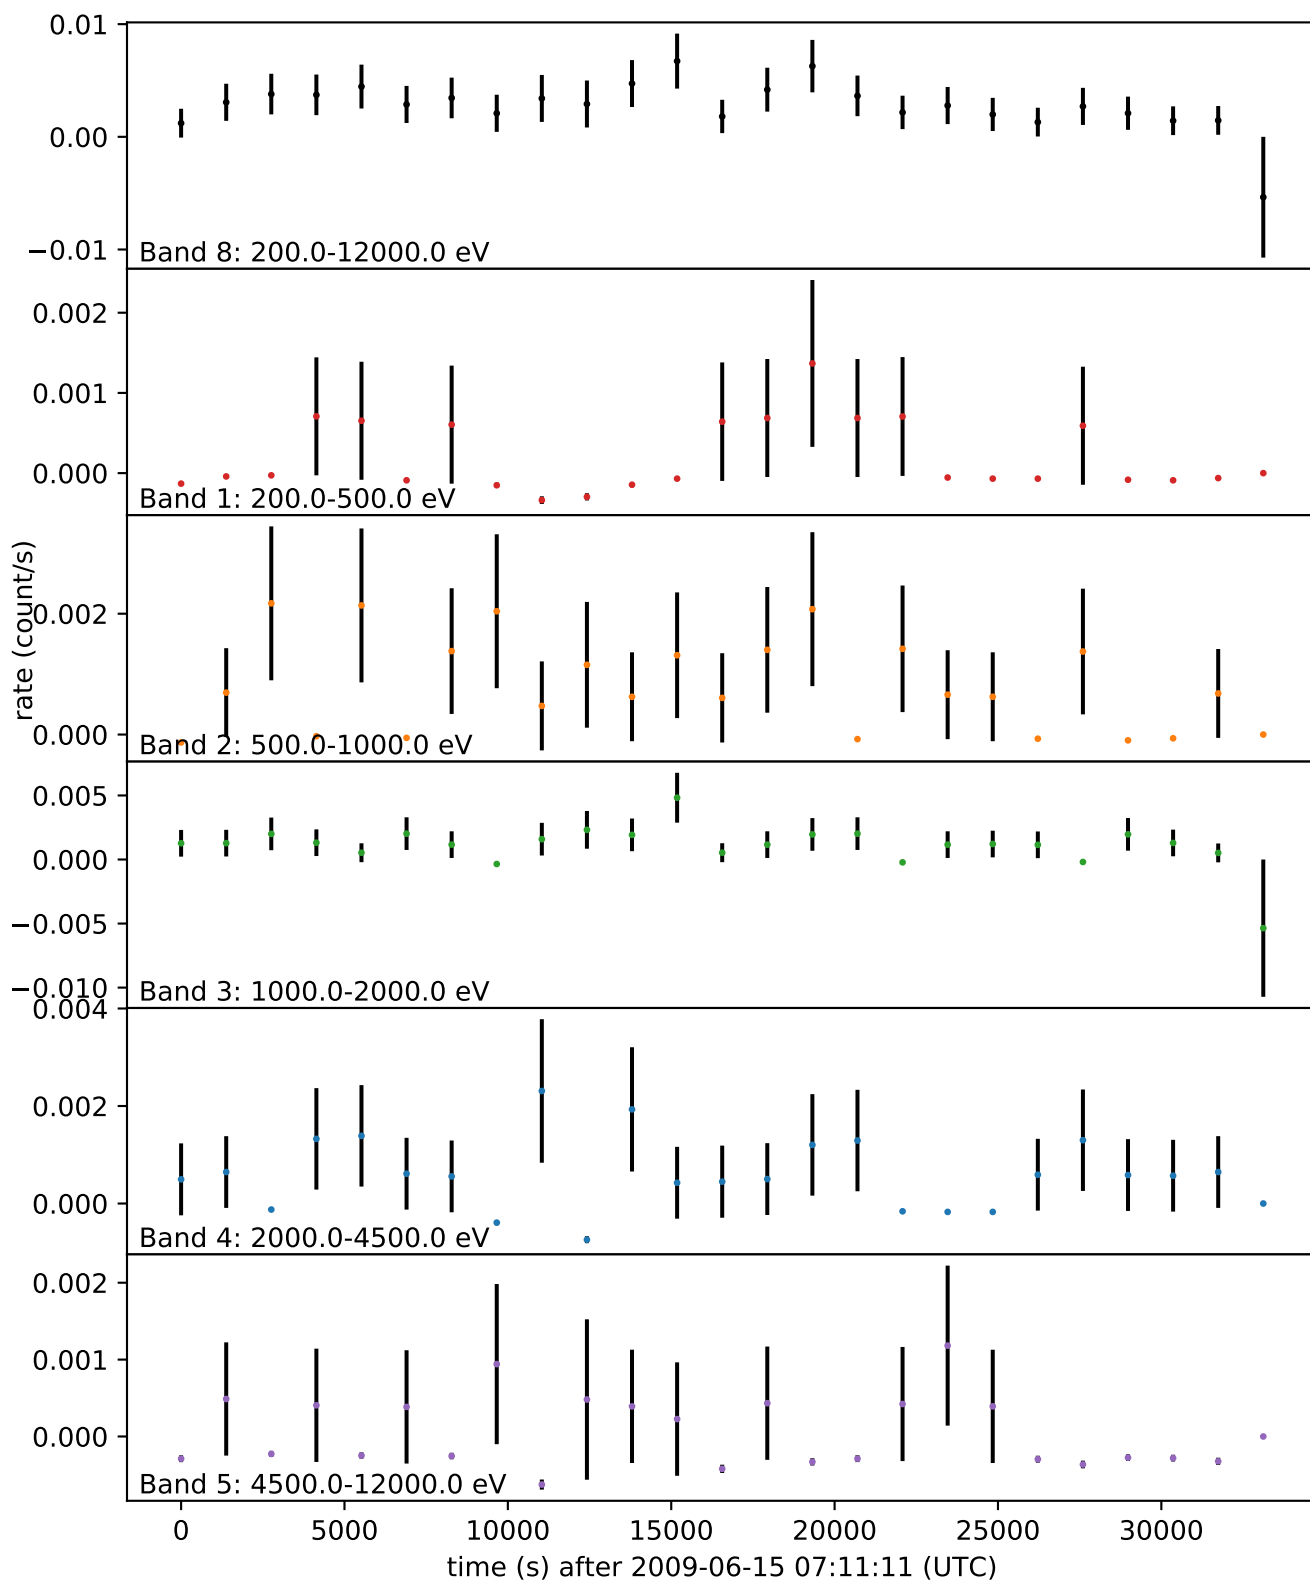 0.01
0.00
−0.01
Band 8: 200.0-12000.0 eV
0.002
0.001
0.000
Band 1: 200.0-500.0 eV
rate (count/s)
0.002
0.000
Band 2: 500.0-1000.0 eV
0.005
0.000
−0.005
−0.010
Band 3: 1000.0-2000.0 eV
0.004
0.002
0.000
Band 4: 2000.0-4500.0 eV
0.002
0.001
0.000
Band 5: 4500.0-12000.0 eV
0 5000 10000 15000 20000 25000 30000
time (s) after 2009-06-15 07:11:11 (UTC)